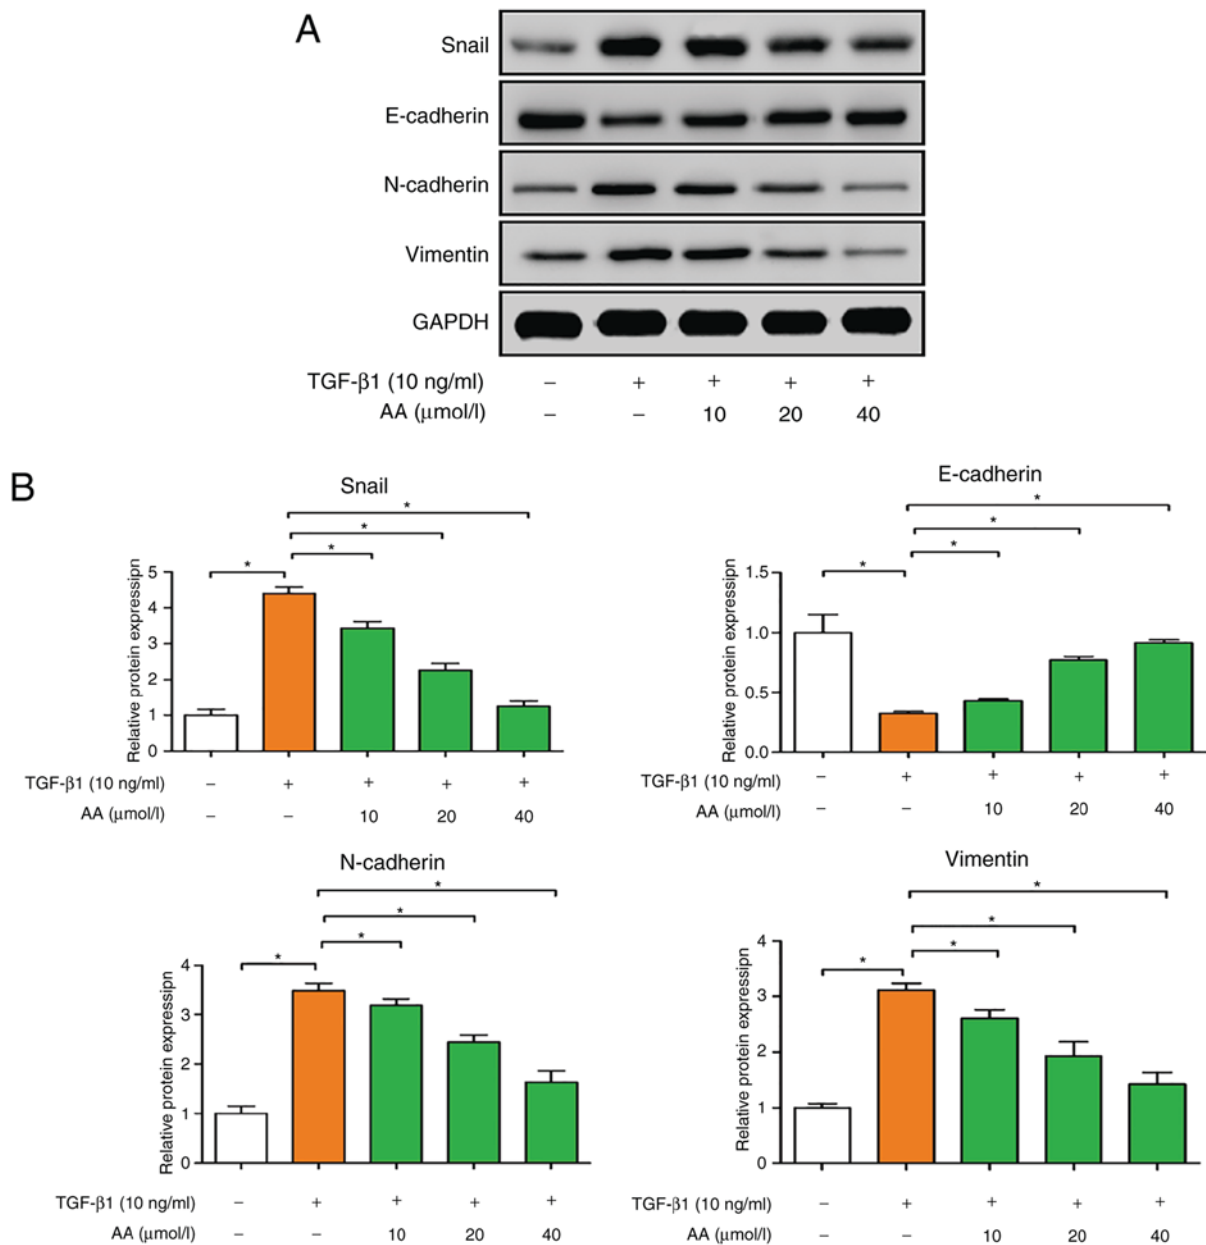 A
Snail
E-cadherin
N-cadherin
Vimentin
GAPDH
TGF-β1 (10 ng/ml) – + + + +
AA (μmol/l) – – 10 20 40
B
Snail
* * * *
Relative protein expressipn
5
4
3
2
1
0
TGF-β1 (10 ng/ml) – + + + +
AA (μmol/l) – – 10 20 40
E-cadherin
* * * *
Relative protein expressipn
1.5
1.0
0.5
0.0
TGF-β1 (10 ng/ml) – + + + +
AA (μmol/l) – – 10 20 40
N-cadherin
* * * *
Relative protein expressipn
4
3
2
1
0
TGF-β1 (10 ng/ml) – + + + +
AA (μmol/l) – – 10 20 40
Vimentin
* * * *
Relative protein expressipn
4
3
2
1
0
TGF-β1 (10 ng/ml) – + + + +
AA (μmol/l) – – 10 20 40